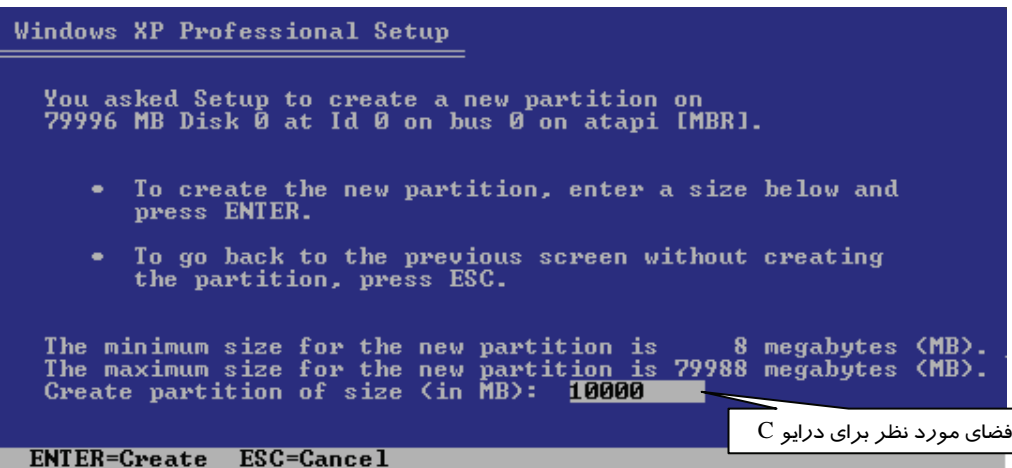 Windows XP Professional Setup
You asked Setup to create a new partition on
79996 MB Disk 0 at Id 0 on bus 0 on atapi [MBR].
• To create the new partition, enter a size below and
press ENTER.
• To go back to the previous screen without creating
the partition, press ESC.
The minimum size for the new partition is 8 megabytes (MB).
The maximum size for the new partition is 79988 megabytes (MB).
Create partition of size (in MB): 10000
فضای مورد نظر برای درایو C
ENTER=Create ESC=Cancel